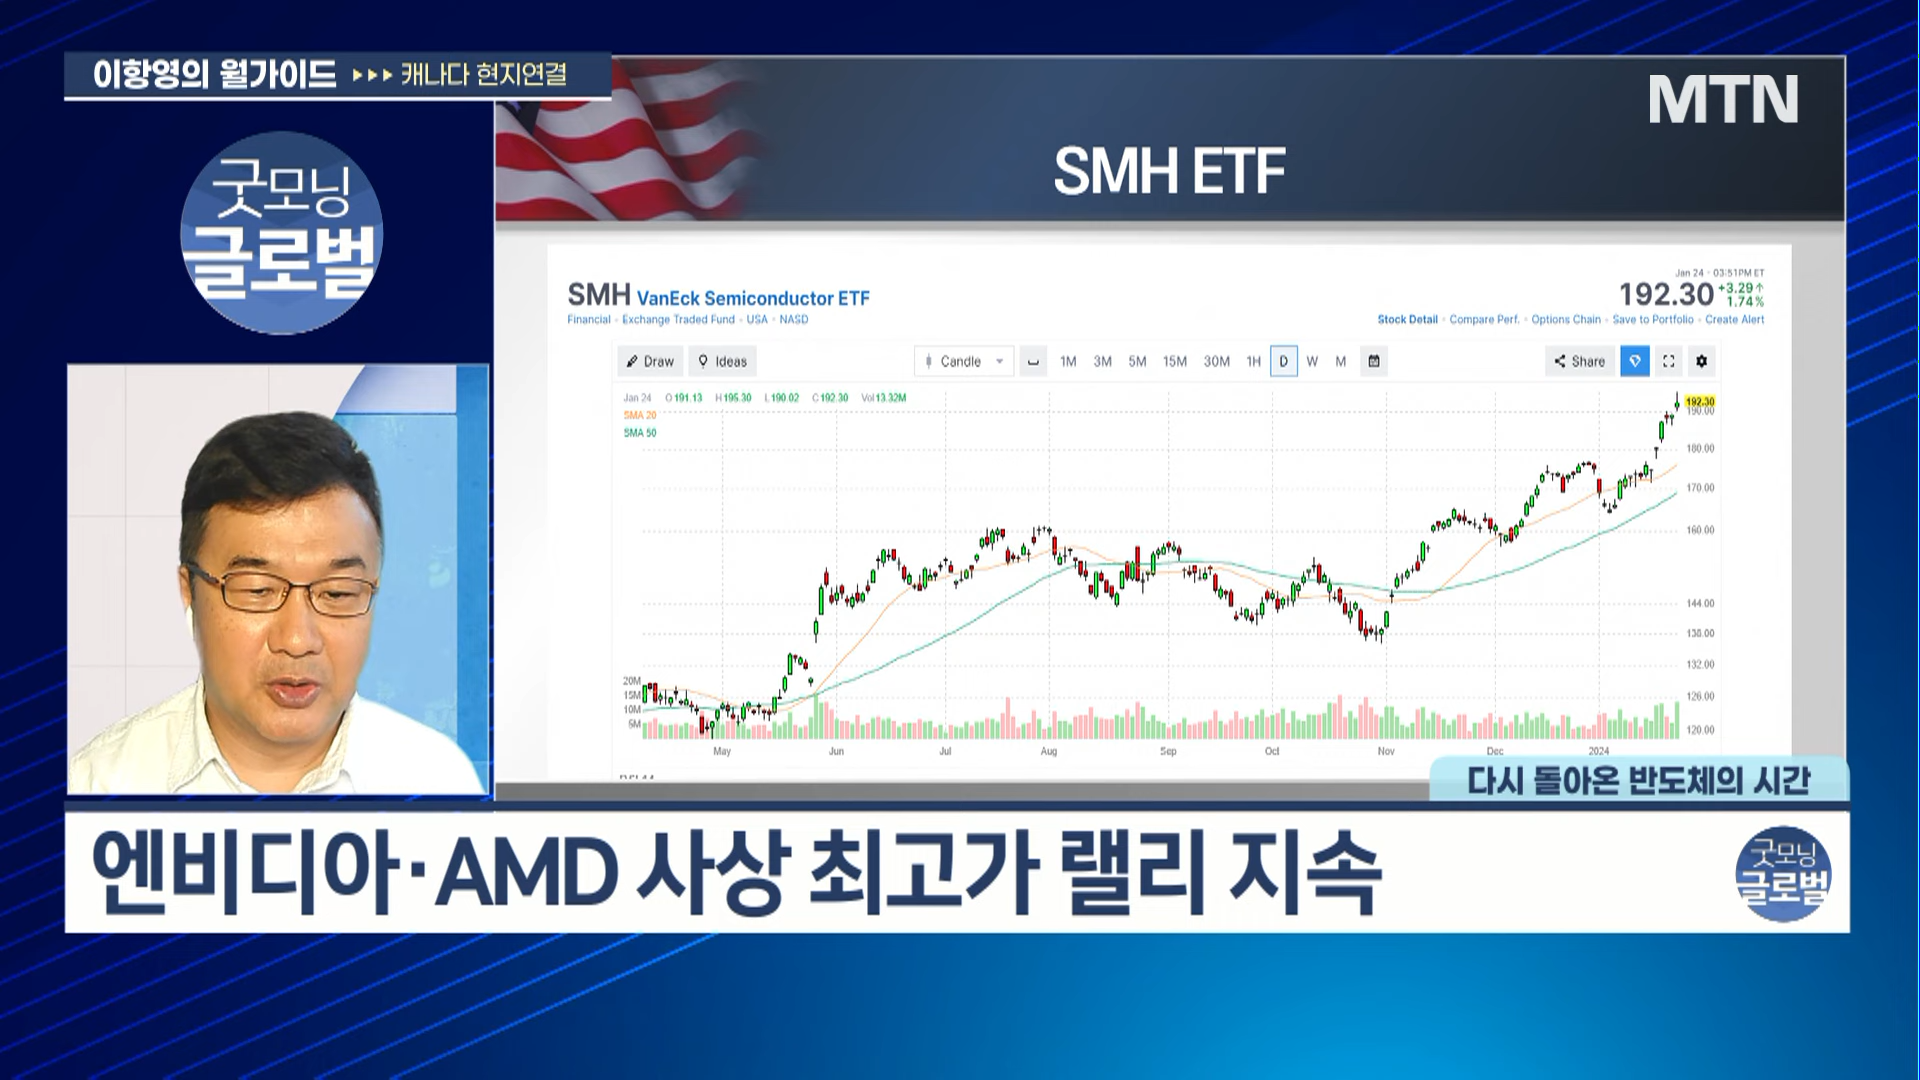 이항영의 월가이드 ▸▸▸ 캐나다 현지연결
MTN
굿모닝
글로벌
SMH ETF
SMH VanEck Semiconductor ETF
Financial • Exchange Traded Fund • USA • NASD
Jan 24 • 03:51PM ET
192.30 +3.29↑
1.74%
Stock Detail • Compare Perf. • Options Chain • Save to Portfolio • Create Alert
Draw Ideas Candle 1M 3M 5M 15M 30M 1H D W M Share
Jan 24 O191.13 H195.30 L190.02 C192.30 Vol13.32M
SMA 20
SMA 50
192.30
190.00
180.00
170.00
160.00
144.00
138.00
132.00
126.00
120.00
20M
15M
10M
5M
May Jun Jul Aug Sep Oct Nov Dec 2024
다시 돌아온 반도체의 시간
엔비디아·AMD 사상 최고가 랠리 지속
굿모닝
글로벌